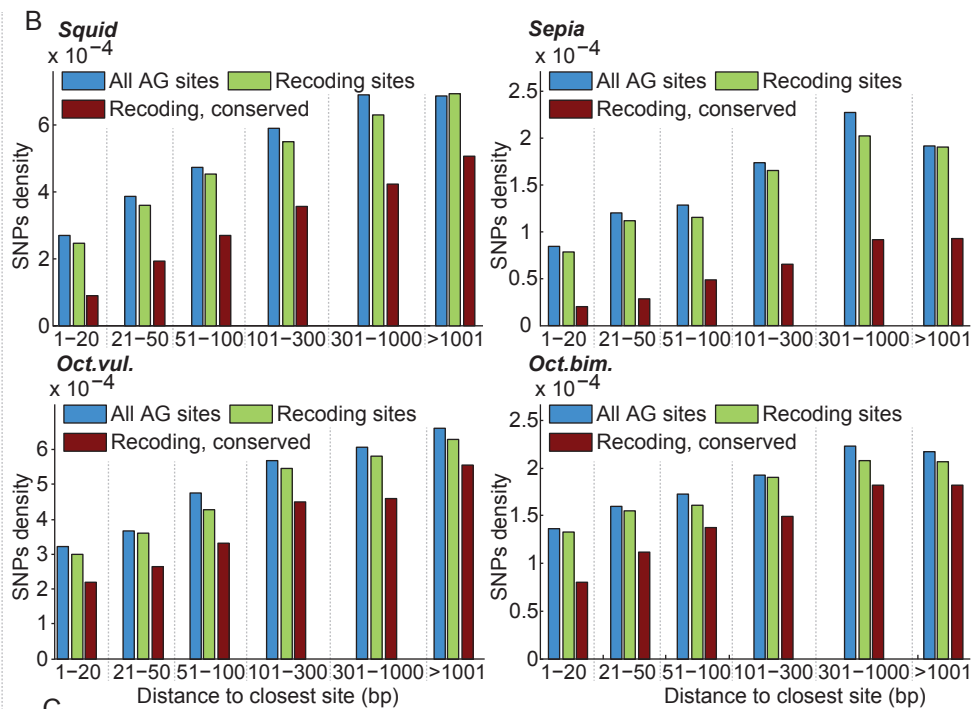 B
Squid
x 10−4
All AG sites Recoding sites
Recoding, conserved
SNPs density
6
4
2
0
1−20 21−50 51−100 101−300 301−1000 >1001
Sepia
x 10−4
All AG sites Recoding sites
Recoding, conserved
SNPs density
2.5
2
1.5
1
0.5
0
1−20 21−50 51−100 101−300 301−1000 >1001
Oct.vul.
x 10−4
All AG sites Recoding sites
Recoding, conserved
SNPs density
6
5
4
3
2
1
0
1−20 21−50 51−100 101−300 301−1000 >1001
Distance to closest site (bp)
Oct.bim.
x 10−4
All AG sites Recoding sites
Recoding, conserved
SNPs density
2.5
2
1.5
1
0.5
0
1−20 21−50 51−100 101−300 301−1000 >1001
Distance to closest site (bp)
C